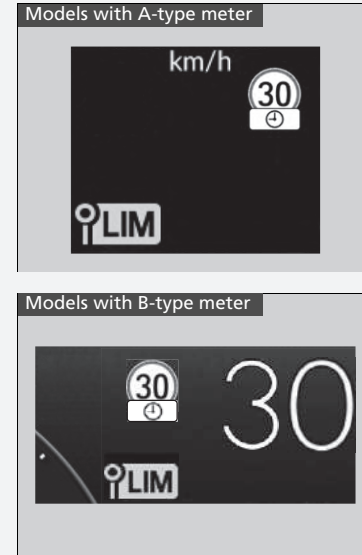 Models with A-type meter
km/h
30
LIM
Models with B-type meter
30
30
LIM